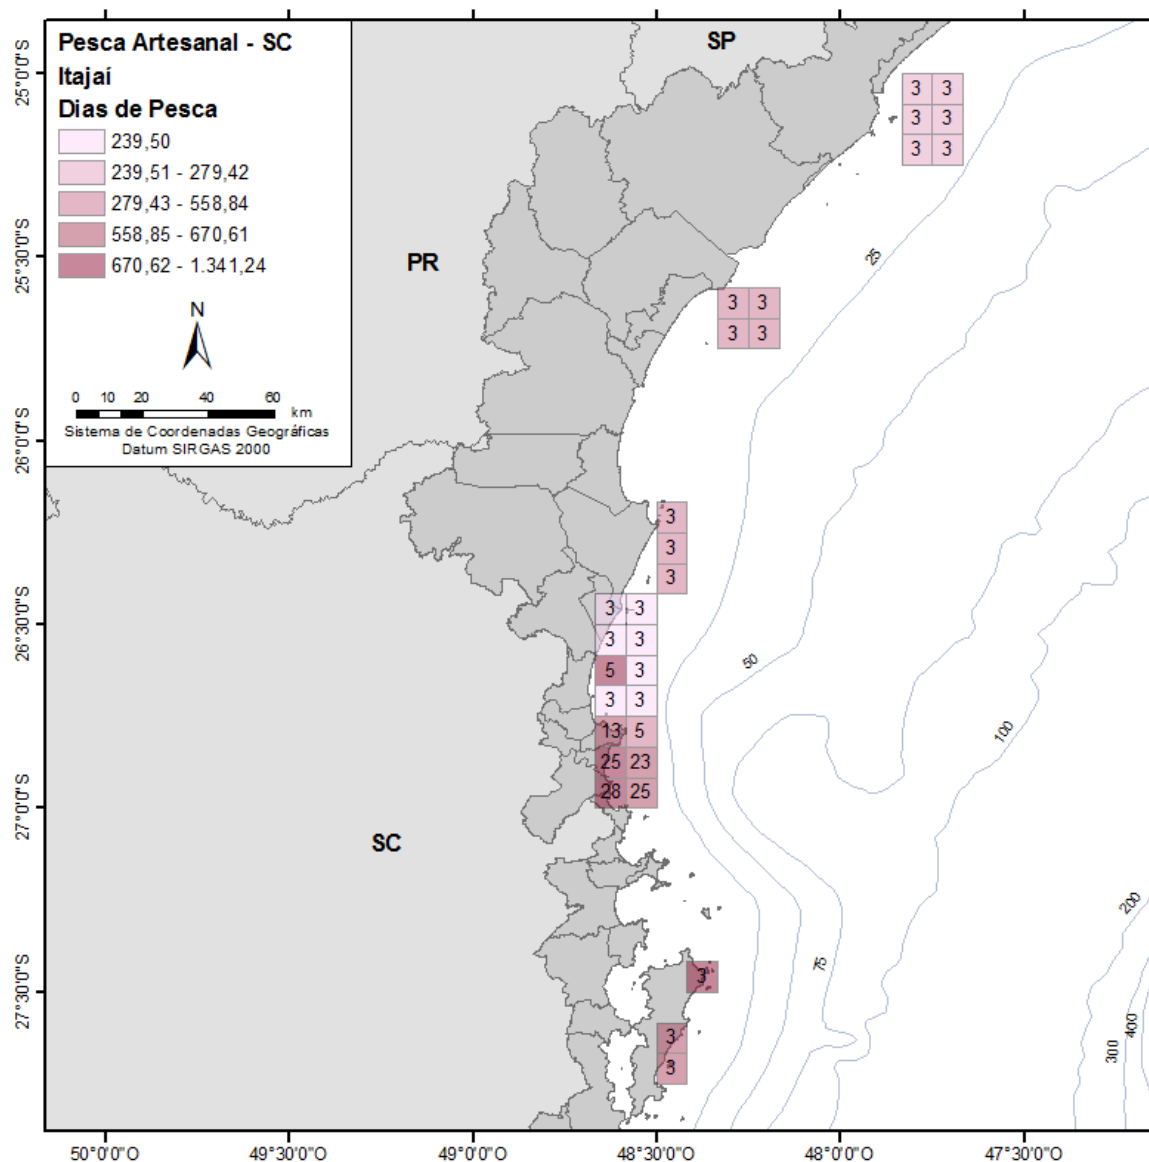 Pesca Artesanal - SC
Itajaí
Dias de Pesca
239,50
239,51 - 279,42
279,43 - 558,84
558,85 - 670,61
670,62 - 1.341,24
N
0 10 20 40 60
km
Sistema de Coordenadas Geográficas
Datum SIRGAS 2000
SP
PR
SC
25°0'0"S
25°30'0"S
26°0'0"S
26°30'0"S
27°0'0"S
27°30'0"S
3 3
3 3
3 3
3 3
3 3
3
3
3
3 3
3 3
5 3
3 3
13 5
25 23
28 25
3
3
3
25
50
100
75
200
300
400
50°0'0"O 49°30'0"O 49°0'0"O 48°30'0"O 48°0'0"O 47°30'0"O